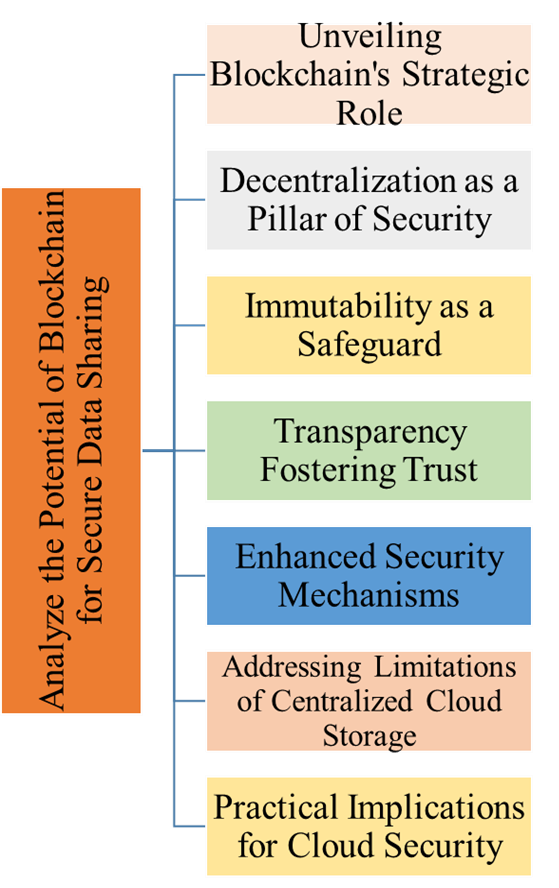 Analyze the Potential of Blockchain
for Secure Data Sharing
Unveiling
Blockchain's Strategic
Role
Decentralization as a
Pillar of Security
Immutability as a
Safeguard
Transparency
Fostering Trust
Enhanced Security
Mechanisms
Addressing Limitations
of Centralized Cloud
Storage
Practical Implications
for Cloud Security